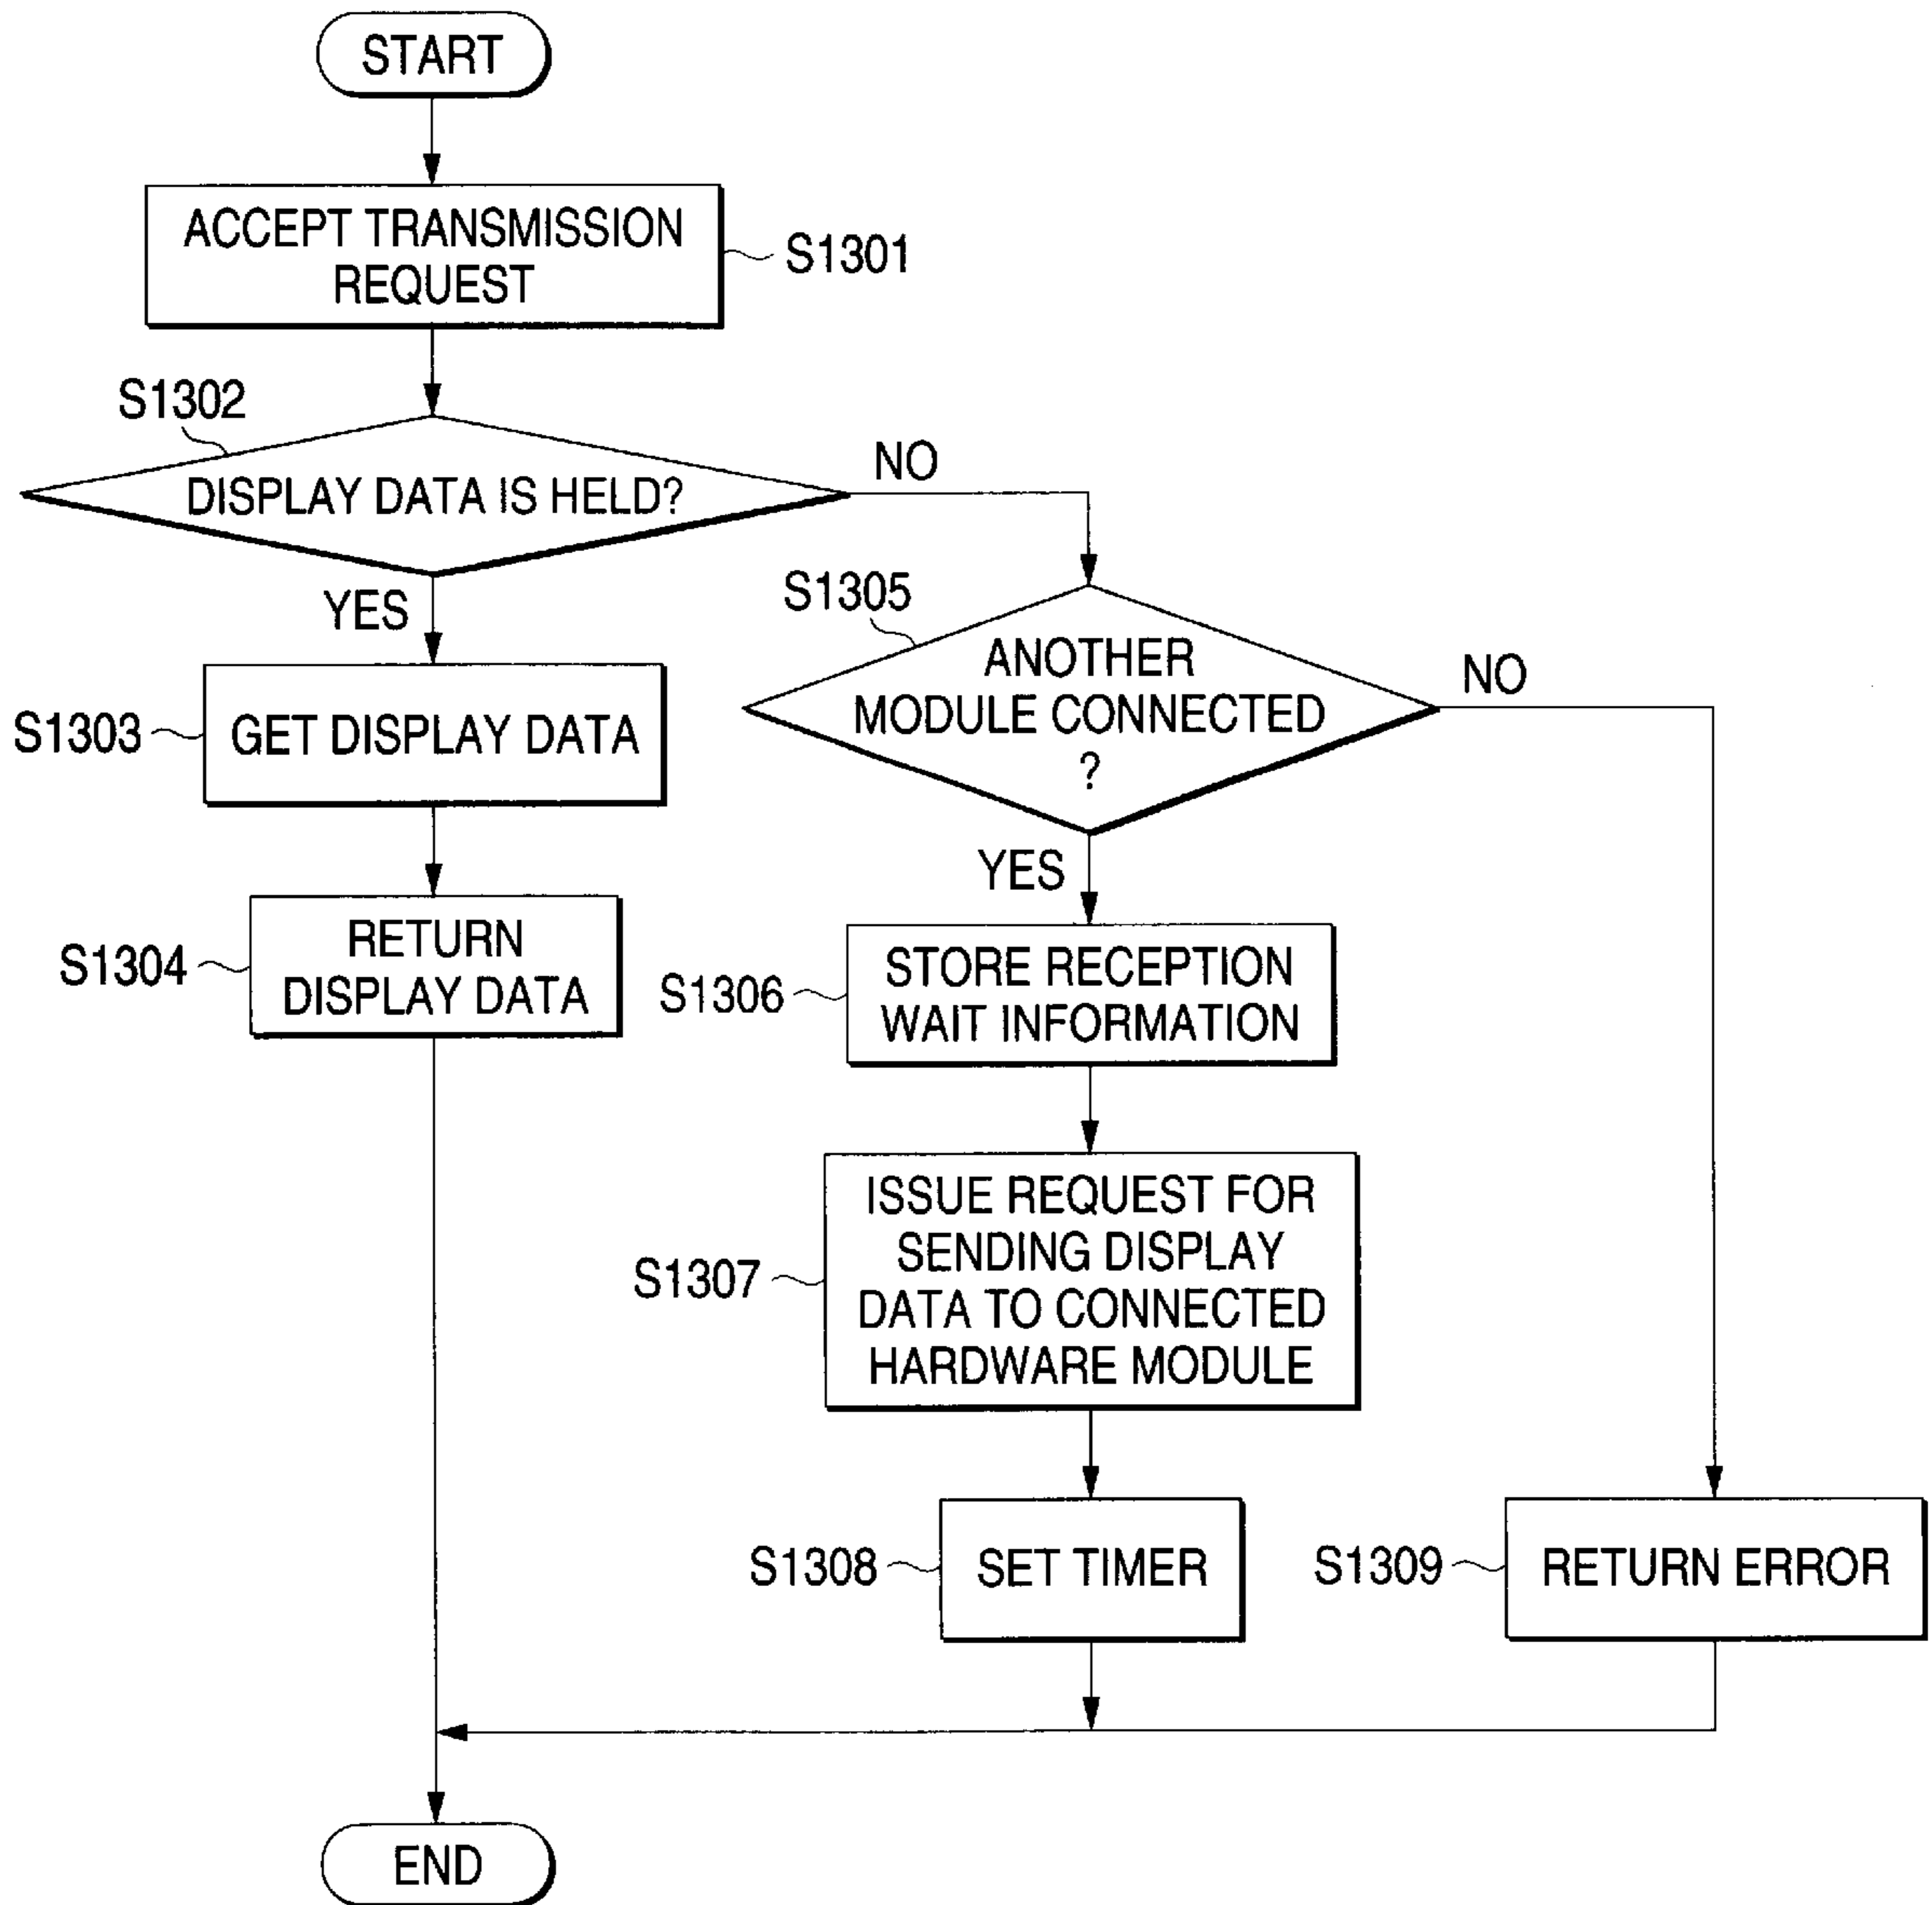 START
ACCEPT TRANSMISSION
REQUEST
S1301
S1302
DISPLAY DATA IS HELD?
NO
YES
S1303
GET DISPLAY DATA
S1304
RETURN
DISPLAY DATA
S1305
ANOTHER
MODULE CONNECTED
?
NO
YES
S1306
STORE RECEPTION
WAIT INFORMATION
S1307
ISSUE REQUEST FOR
SENDING DISPLAY
DATA TO CONNECTED
HARDWARE MODULE
S1308
SET TIMER
S1309
RETURN ERROR
END